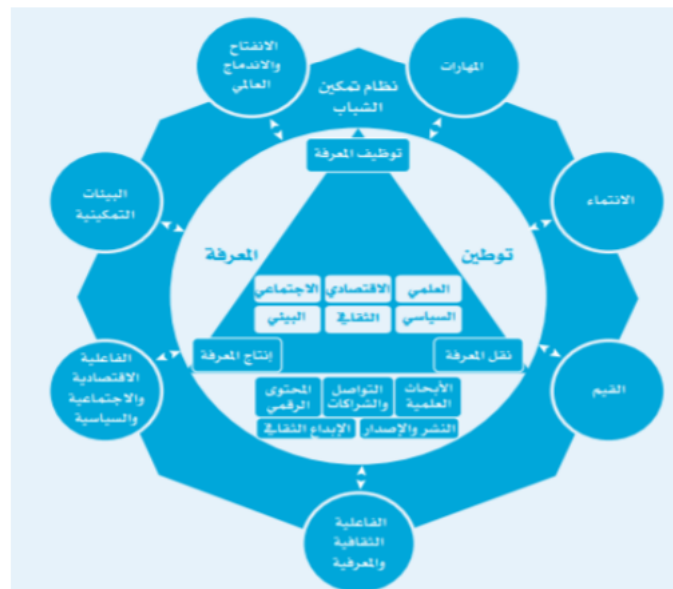 الانفتاح
والاندماج
العالمي
المهارات
نظام تمكين
الشباب
توظيف المعرفة
البيئات
التمكينية
الانتماء
توطين
المعرفة
العلمي
الاقتصادي
الاجتماعي
السياسي
الثقافي
البيئي
نقل المعرفة
إنتاج المعرفة
الفاعلية
الاقتصادية
والاجتماعية
والسياسية
القيم
الأبحاث
العلمية
التواصل
والشراكات
المحتوى
الرقمي
النشر والإصدار
الإبداع الثقافي
الفاعلية
الثقافية
والمعرفية